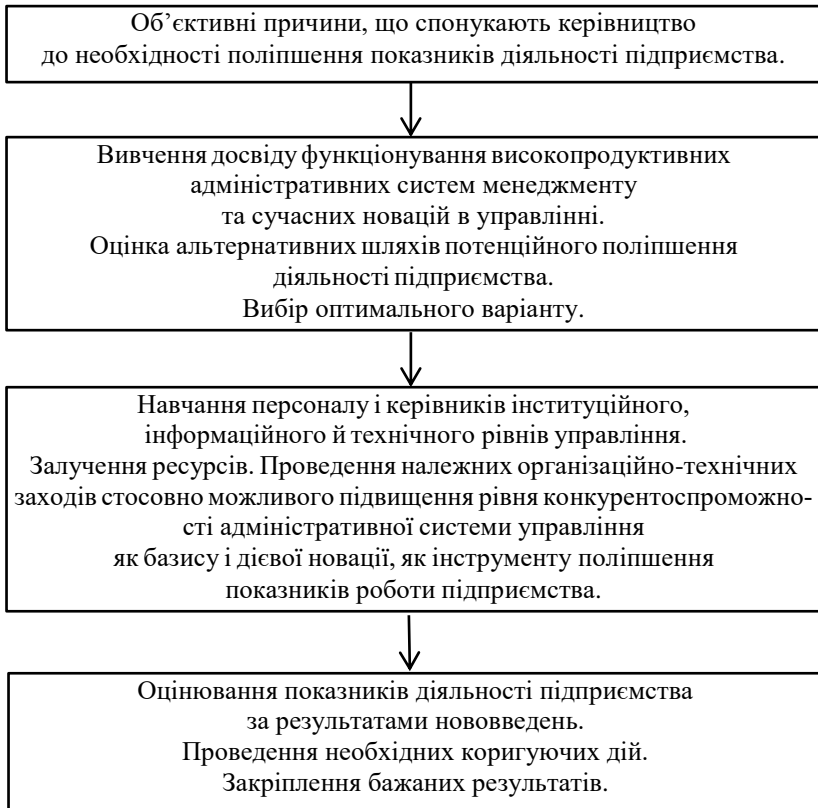 Об’єктивні причини, що спонукають керівництво
до необхідності поліпшення показників діяльності підприємства.
Вивчення досвіду функціонування високопродуктивних
адміністративних систем менеджменту
та сучасних новацій в управлінні.
Оцінка альтернативних шляхів потенційного поліпшення
діяльності підприємства.
Вибір оптимального варіанту.
Навчання персоналу і керівників інституційного,
інформаційного й технічного рівнів управління.
Залучення ресурсів. Проведення належних організаційно-технічних
заходів стосовно можливого підвищення рівня конкурентоспроможно-
сті адміністративної системи управління
як базису і дієвої новації, як інструменту поліпшення
показників роботи підприємства.
Оцінювання показників діяльності підприємства
за результатами нововведень.
Проведення необхідних коригуючих дій.
Закріплення бажаних результатів.